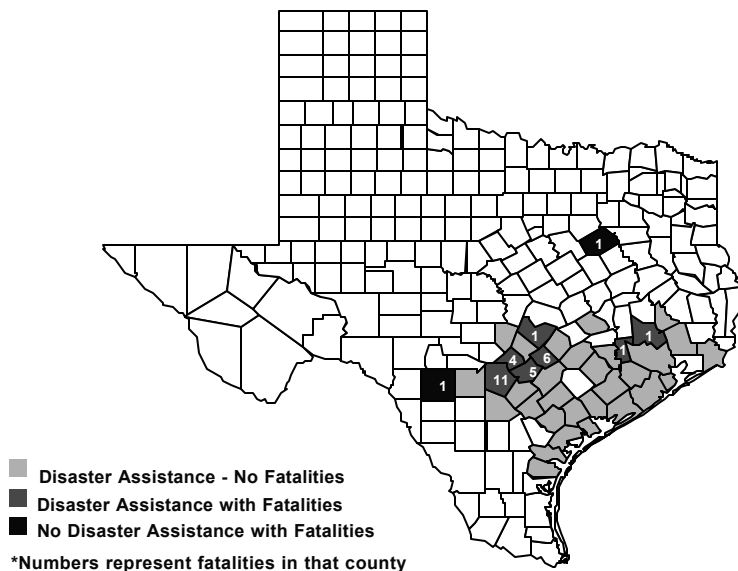 1
1
4
6
1
1
5
11
1
Disaster Assistance - No Fatalities
Disaster Assistance with Fatalities
No Disaster Assistance with Fatalities
*Numbers represent fatalities in that county